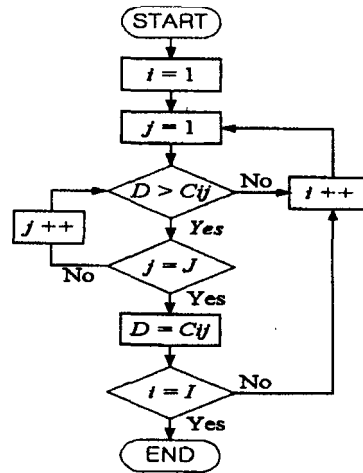 START
i = 1
j = 1
D > Cij
No
i ++
j ++
Yes
No
j = J
Yes
D = Cij
i = I
No
Yes
END